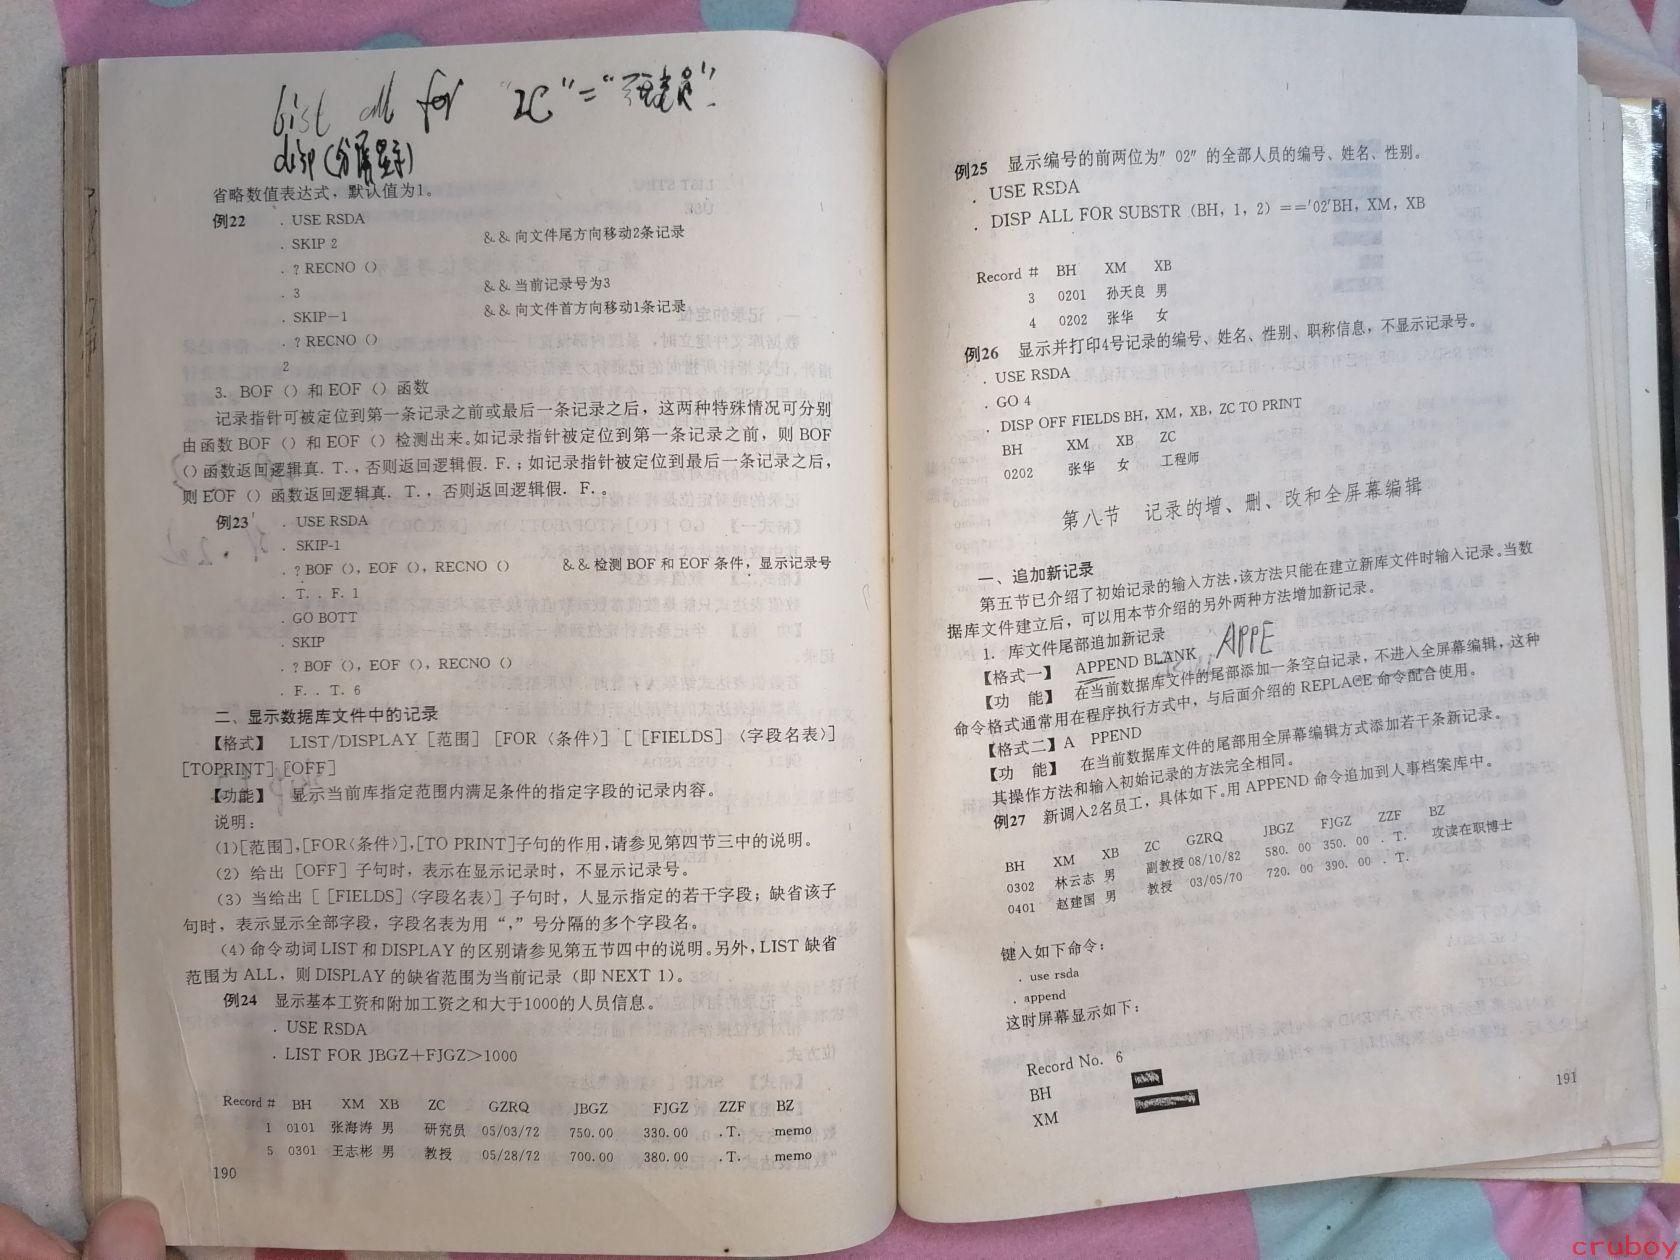 list all for "ZC"="研究员"
disp(分屏显示)
省略数值表达式，默认值为1。
例22 . USE RSDA
. SKIP 2 &&向文件尾方向移动2条记录
. ? RECNO ()
. 3 &&当前记录号为3
. SKIP-1 &&向文件首方向移动1条记录
. ? RECNO ()
2
3. BOF () 和 EOF () 函数
记录指针可被定位到第一条记录之前或最后一条记录之后，这两种特殊情况可分别
由函数 BOF () 和 EOF () 检测出来。如记录指针被定位到第一条记录之前，则 BOF
() 函数返回逻辑真. T.，否则返回逻辑假. F.；如记录指针被定位到最后一条记录之后，
则 EOF () 函数返回逻辑真. T.，否则返回逻辑假. F.。
例23 . USE RSDA
. SKIP-1
. ? BOF ()，EOF ()，RECNO () &&检测 BOF 和 EOF 条件，显示记录号
. T. . F. 1
. GO BOTT
. SKIP
. ? BOF ()，EOF ()，RECNO ()
. F. . T. 6
二、显示数据库文件中的记录
【格式】 LIST/DISPLAY [范围] [FOR〈条件〉] [ [FIELDS]〈字段名表〉]
[TOPRINT] [OFF]
【功能】 显示当前库指定范围内满足条件的指定字段的记录内容。
说明：
(1)[范围],[FOR〈条件〉],[TO PRINT]子句的作用,请参见第四节三中的说明。
(2) 给出 [OFF] 子句时，表示在显示记录时，不显示记录号。
(3) 当给出 [ [FIELDS]〈字段名表〉] 子句时，人显示指定的若干字段；缺省该子
句时，表示显示全部字段，字段名表为用 “,” 号分隔的多个字段名。
(4) 命令动词 LIST 和 DISPLAY 的区别请参见第五节四中的说明。另外，LIST 缺省
范围为 ALL，则 DISPLAY 的缺省范围为当前记录（即 NEXT 1）。
例24 显示基本工资和附加工资之和大于1000的人员信息。
. USE RSDA
. LIST FOR JBGZ+FJGZ>1000
Record # BH XM XB ZC GZRQ JBGZ FJGZ ZZF BZ
1 0101 张海涛 男 研究员 05/03/72 750.00 330.00 .T. memo
5 0301 王志彬 男 教授 05/28/72 700.00 380.00 .T. memo
190
例25 显示编号的前两位为"02"的全部人员的编号、姓名、性别。
. USE RSDA
. DISP ALL FOR SUBSTR (BH，1，2) =='02'BH，XM，XB
Record # BH XM XB
3 0201 孙天良 男
4 0202 张华 女
例26 显示并打印4号记录的编号、姓名、性别、职称信息，不显示记录号。
. USE RSDA
. GO 4
. DISP OFF FIELDS BH，XM，XB，ZC TO PRINT
BH XM XB ZC
0202 张华 女 工程师
第八节 记录的增、删、改和全屏幕编辑
一、追加新记录
第五节已介绍了初始记录的输入方法,该方法只能在建立新库文件时输入记录。当数
据库文件建立后，可以用本节介绍的另外两种方法增加新记录。
1. 库文件尾部追加新记录
【格式一】 APPEND BLANK APPE
【功 能】 在当前数据库文件的尾部添加一条空白记录，不进入全屏幕编辑，这种
命令格式通常用在程序执行方式中，与后面介绍的 REPLACE 命令配合使用。
【格式二】A PPEND
【功 能】 在当前数据库文件的尾部用全屏幕编辑方式添加若干条新记录。
其操作方法和输入初始记录的方法完全相同。
例27 新调入2名员工，具体如下。用 APPEND 命令追加到人事档案库中。
BH XM XB ZC GZRQ JBGZ FJGZ ZZF BZ
0302 林云志 男 副教授 08/10/82 580. 00 350. 00 . T. 攻读在职博士
0401 赵建国 男 教授 03/05/70 720. 00 390. 00 . T.
键入如下命令：
. use rsda
. append
这时屏幕显示如下：
Record No. 6
BH
XM
191
cruboy